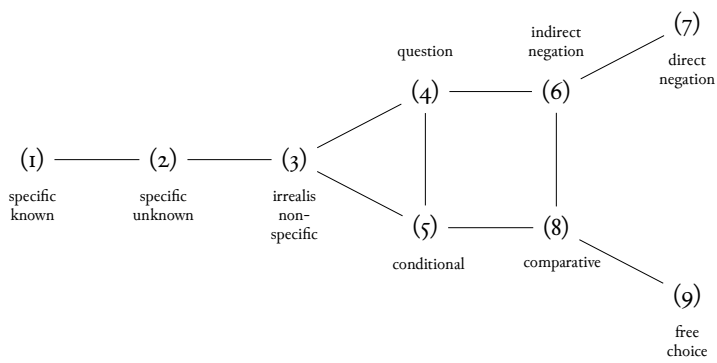 (7)
indirect
negation
question
direct
negation
(4)
(6)
(1)
(2)
(3)
specific
known
specific
unknown
irrealis
non-
specific
(5)
(8)
conditional
comparative
(9)
free
choice